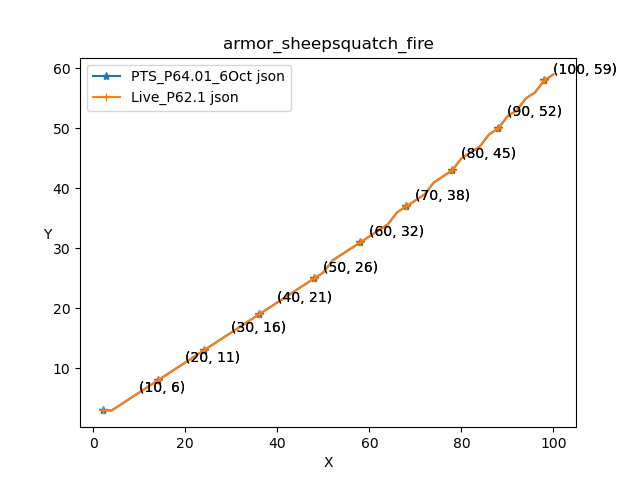 armor_sheepsquatch_fire
PTS_P64.01_6Oct json
Live_P62.1 json
60
50
40
30
20
10
Y
(100, 59)
(90, 52)
(80, 45)
(70, 38)
(60, 32)
(50, 26)
(40, 21)
(30, 16)
(20, 11)
(10, 6)
0 20 40 60 80 100
X